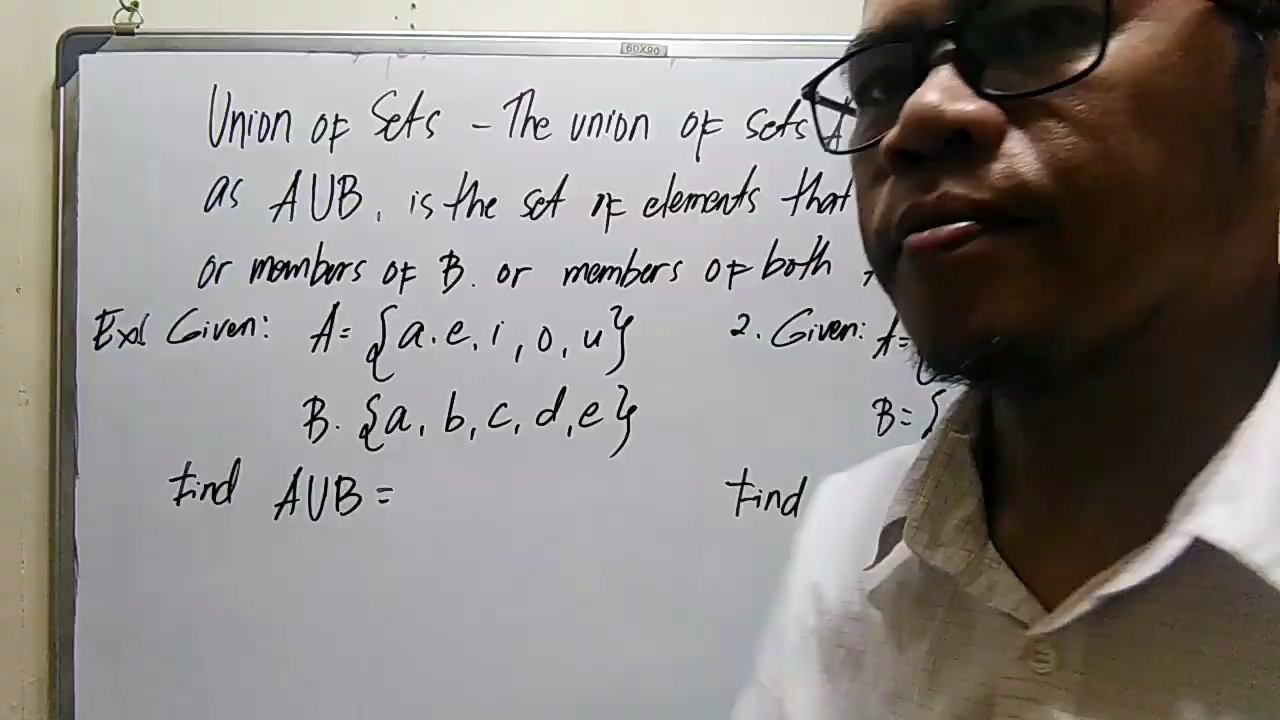 60X90
Union of Sets - The union of sets A
as AUB, is the set of elements that
or members of B. or members of both
Ex1 Given: A= {a.e,i,o,u}
B. {a,b,c,d,e}
Find AUB=
2. Given: A=
B={
Find